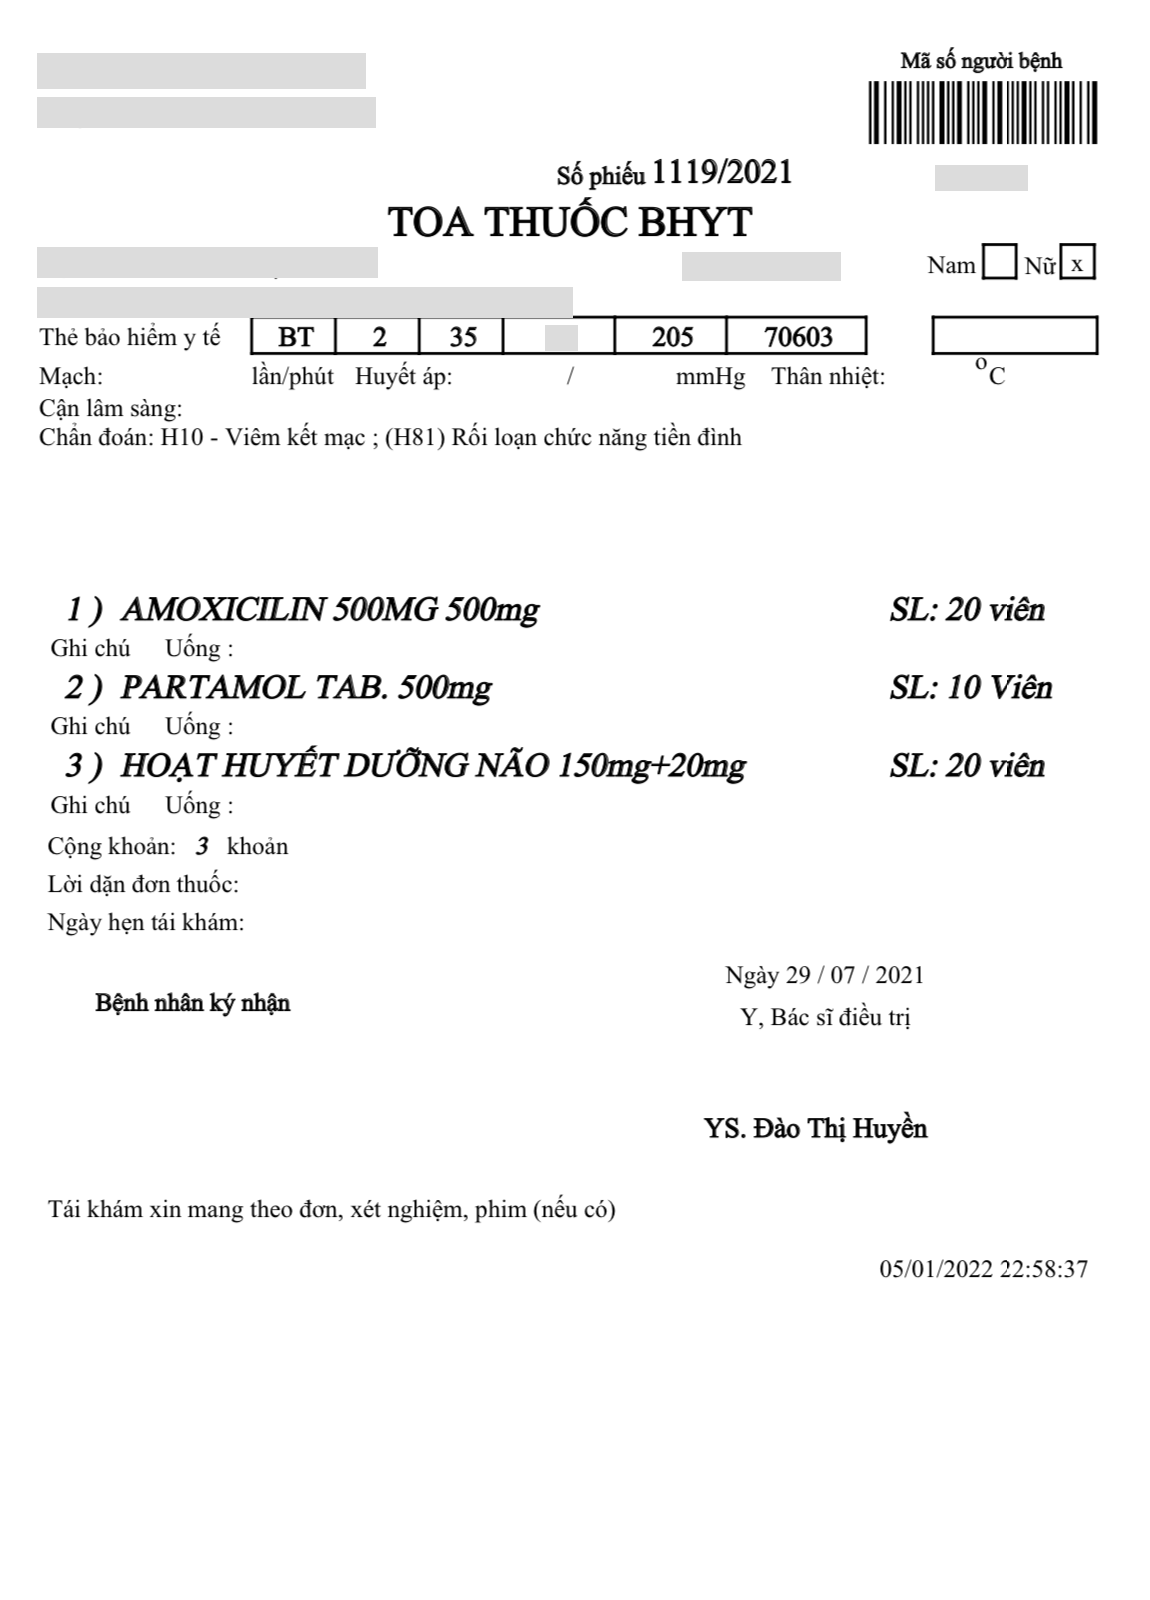 Mã số người bệnh
Số phiếu 1119/2021
TOA THUỐC BHYT
Nam Nữ x
Thẻ bảo hiểm y tế BT 2 35 205 70603
Mạch: lần/phút Huyết áp: / mmHg Thân nhiệt: °C
Cận lâm sàng:
Chẩn đoán: H10 - Viêm kết mạc ; (H81) Rối loạn chức năng tiền đình
1 ) AMOXICILIN 500MG 500mg SL: 20 viên
Ghi chú Uống :
2 ) PARTAMOL TAB. 500mg SL: 10 Viên
Ghi chú Uống :
3 ) HOẠT HUYẾT DƯỠNG NÃO 150mg+20mg SL: 20 viên
Ghi chú Uống :
Cộng khoản: 3 khoản
Lời dặn đơn thuốc:
Ngày hẹn tái khám:
Ngày 29 / 07 / 2021
Bệnh nhân ký nhận
Y, Bác sĩ điều trị
YS. Đào Thị Huyền
Tái khám xin mang theo đơn, xét nghiệm, phim (nếu có)
05/01/2022 22:58:37